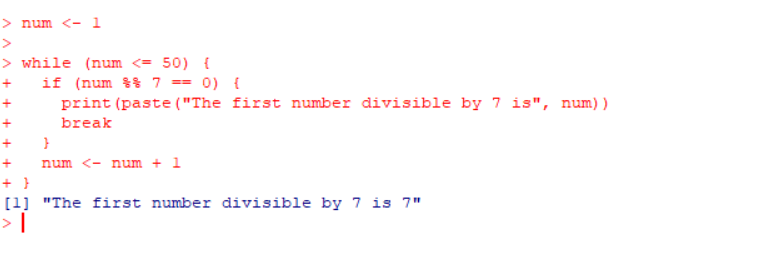 > num <- 1
>
> while (num <= 50) {
+   if (num %% 7 == 0) {
+     print(paste("The first number divisible by 7 is", num))
+     break
+   }
+   num <- num + 1
+ }
[1] "The first number divisible by 7 is 7"
>